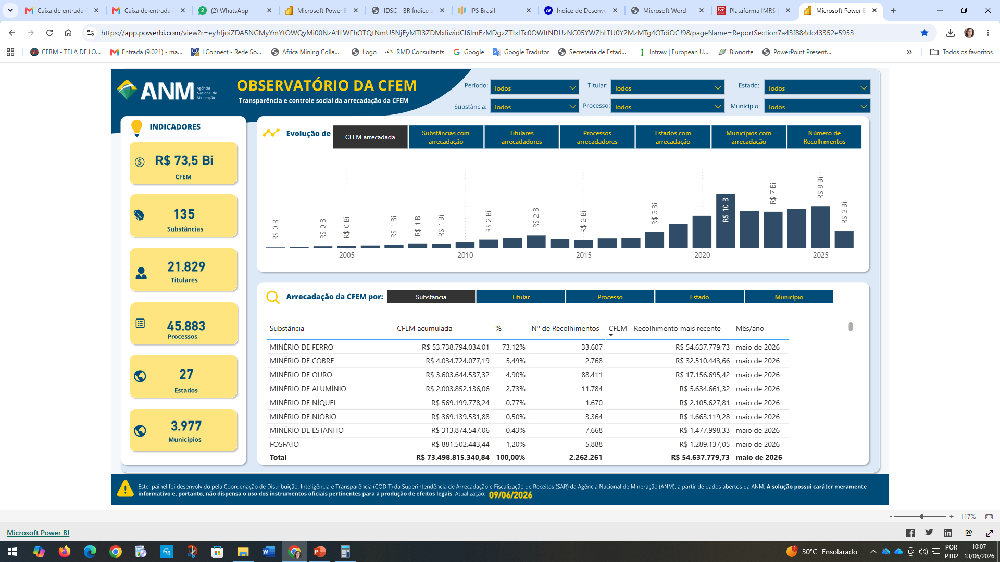 Caixa de entrada (
Caixa de entrada (
(2) WhatsApp
Microsoft Power B
IDSC - BR Índice d
IPS Brasil
Índice de Desenvo
Microsoft Word -
Plataforma IMRS
Microsoft Power B
https://app.powerbi.com/view?r=eyJrIjoiZDA5NGMyYmYtOWQyMi00NzA1LWFhOTQtNmU5NjEyMTI3ZDMxIiwidCI6ImEzMDgzZTIxLTc0OWItNDUzNC05YWZhLTU0Y2MzMTg4OTdiOCJ9&pageName=ReportSection7a43f884dc43352e5953
CERM - TELA DE LO...
Entrada (9.021) - ma...
I Connect - Rede So...
Africa Mining Colla...
Logo
RMD Consultants
Google
Google Tradutor
Secretaria de Estad...
Intraw | European U...
Bionorte
PowerPoint Present...
Todos os favoritos
ANM
Agência
Nacional de
Mineração
OBSERVATÓRIO DA CFEM
Transparência e controle social da arrecadação da CFEM
Período: Todos
TItular: Todos
Estado: Todos
Substância: Todos
Processo: Todos
Município: Todos
INDICADORES
R$ 73,5 Bi
CFEM
135
Substâncias
21.829
Titulares
45.883
Processos
27
Estados
3.977
Municípios
Evolução de
CFEM arrecadada
Substâncias com
arrecadação
Titulares
arrecadadores
Processos
arrecadadores
Estados com
arrecadação
Municípios com
arrecadação
Número de
Recolhimentos
R$ 0 Bi
R$ 0 Bi
R$ 0 Bi
R$ 1 Bi
R$ 1 Bi
R$ 1 Bi
R$ 2 Bi
R$ 2 Bi
R$ 2 Bi
R$ 3 Bi
R$ 10 Bi
R$ 7 Bi
R$ 8 Bi
R$ 3 Bi
2005 2010 2015 2020 2025
Arrecadação da CFEM por:
Substância
Titular
Processo
Estado
Município
Substância CFEM acumulada % Nº de Recolhimentos CFEM - Recolhimento mais recente Mês/ano
MINÉRIO DE FERRO R$ 53.738.794.034,01 73,12% 33.607 R$ 54.637.779,73 maio de 2026
MINÉRIO DE COBRE R$ 4.034.724.077,19 5,49% 2.768 R$ 32.510.443,66 maio de 2026
MINÉRIO DE OURO R$ 3.603.644.537,32 4,90% 88.411 R$ 17.156.695,42 maio de 2026
MINÉRIO DE ALUMÍNIO R$ 2.003.852.136,06 2,73% 11.784 R$ 5.634.661,32 maio de 2026
MINÉRIO DE NÍQUEL R$ 569.199.778,24 0,77% 1.670 R$ 2.105.627,81 maio de 2026
MINÉRIO DE NIÓBIO R$ 369.139.531,88 0,50% 3.364 R$ 1.663.119,28 maio de 2026
MINÉRIO DE ESTANHO R$ 313.874.547,06 0,43% 7.668 R$ 1.477.998,33 maio de 2026
FOSFATO R$ 881.502.443,44 1,20% 5.888 R$ 1.289.137,05 maio de 2026
Total R$ 73.498.815.340,84 100,00% 2.262.261 R$ 54.637.779,73 maio de 2026
Este painel foi desenvolvido pela Coordenação de Distribuição, Inteligência e Transparência (CODIT) da Superintendência de Arrecadação e Fiscalização de Receitas (SAR) da Agência Nacional de Mineração (ANM), a partir de dados abertos da ANM. A solução possui caráter meramente
informativo e, portanto, não dispensa o uso dos instrumentos oficiais pertinentes para a produção de efeitos legais. Atualização: 09/06/2026
- + 117%
Microsoft Power BI
1
30°C Ensolarado
POR
PTB2
10:07
13/06/2026